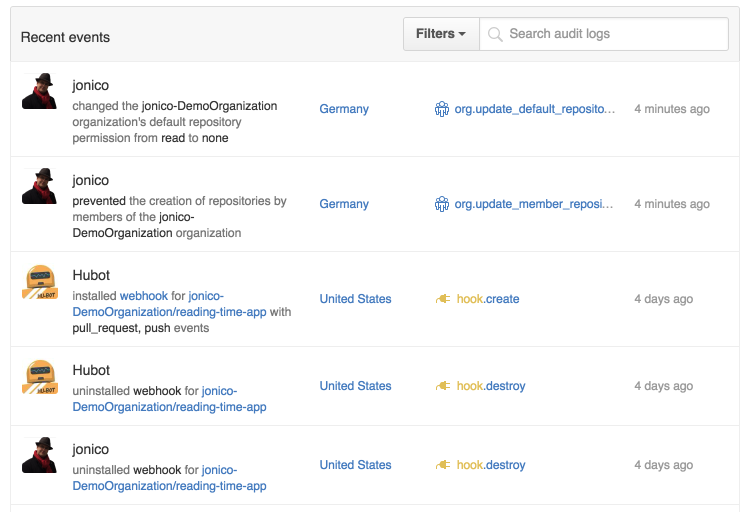 Recent events
Filters
Search audit logs
jonico
changed the jonico-DemoOrganization
organization's default repository
permission from read to none
Germany
org.update_default_reposito…
4 minutes ago
jonico
prevented the creation of repositories by
members of the jonico-
DemoOrganization organization
Germany
org.update_member_reposi…
4 minutes ago
HUBOT
Hubot
installed webhook for jonico-
DemoOrganization/reading-time-app with
pull_request, push events
United States
hook.create
4 days ago
HUBOT
Hubot
uninstalled webhook for jonico-
DemoOrganization/reading-time-app
United States
hook.destroy
4 days ago
jonico
uninstalled webhook for jonico-
DemoOrganization/reading-time-app
United States
hook.destroy
4 days ago